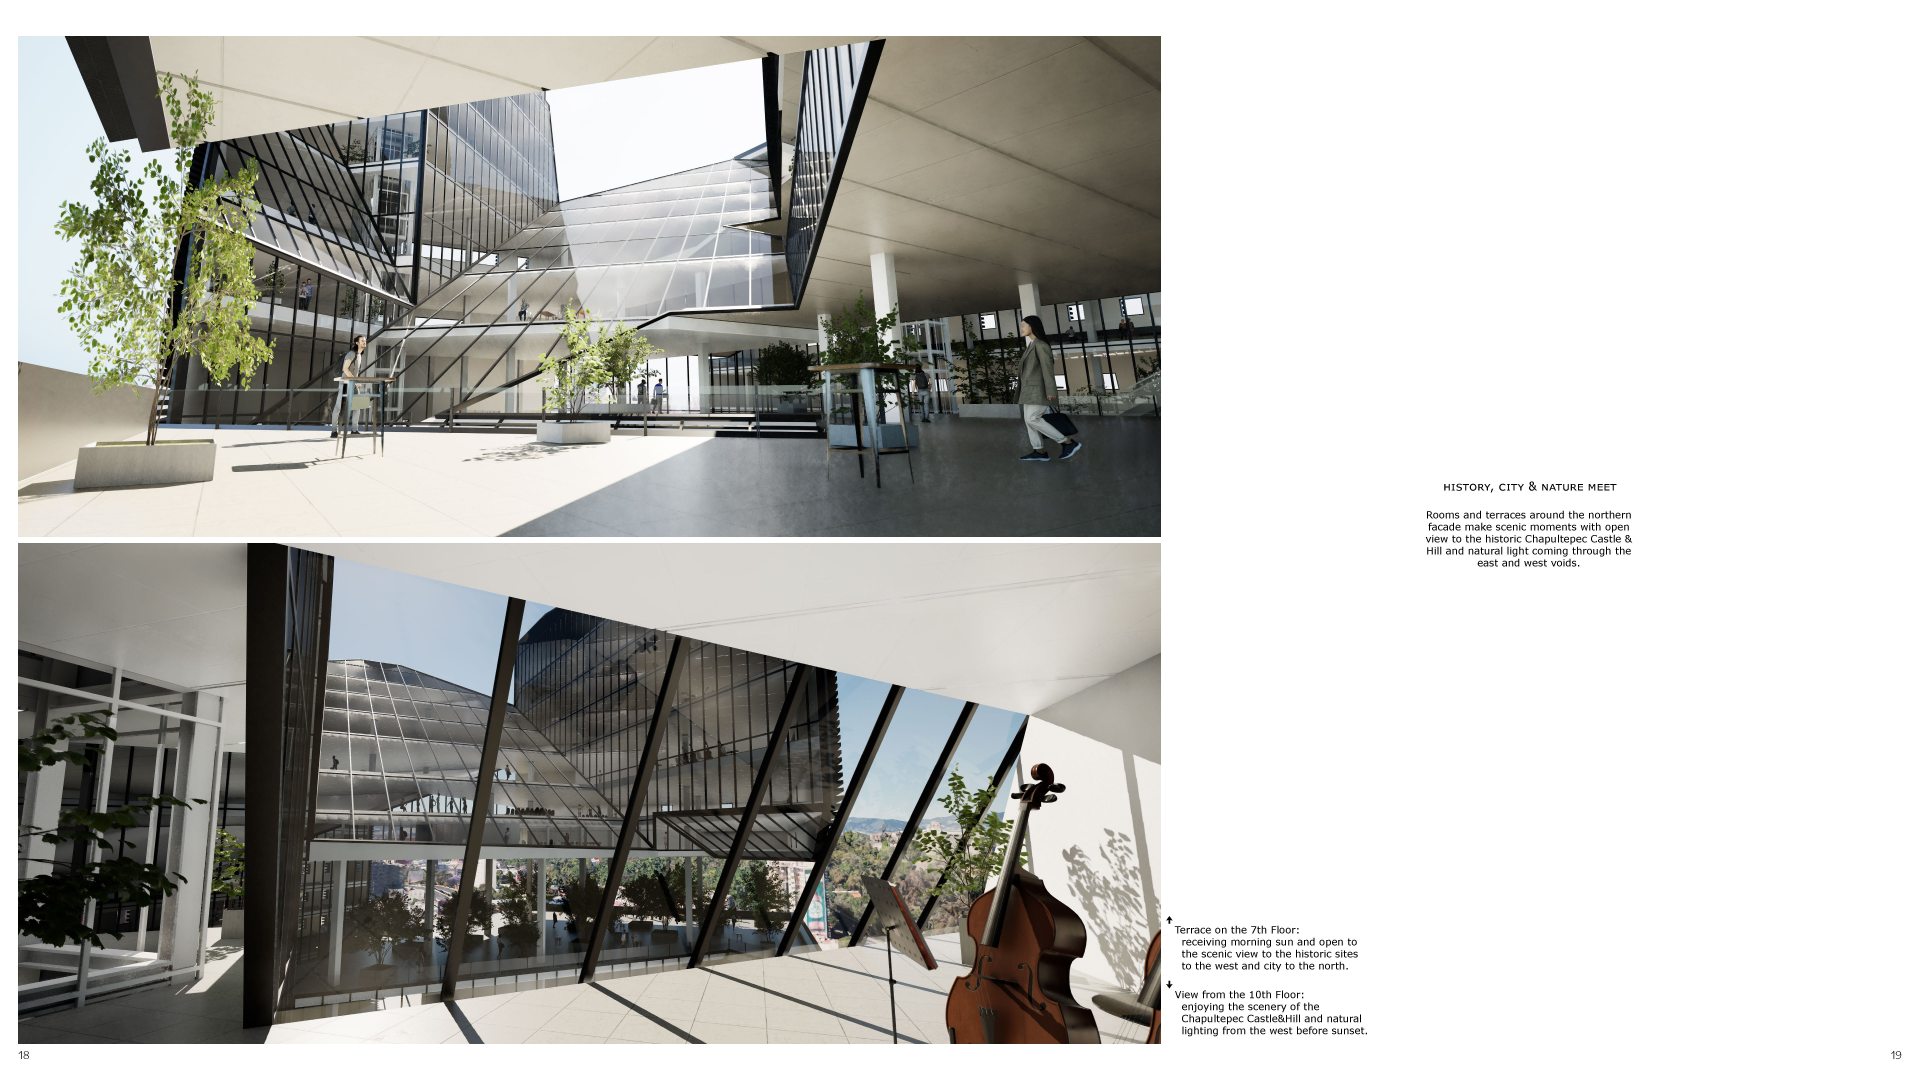 HISTORY, CITY & NATURE MEET
Rooms and terraces around the northern
facade make scenic moments with open
view to the historic Chapultepec Castle &
Hill and natural light coming through the
east and west voids.
Terrace on the 7th Floor:
receiving morning sun and open to
the scenic view to the historic sites
to the west and city to the north.
View from the 10th Floor:
enjoying the scenery of the
Chapultepec Castle&Hill and natural
lighting from the west before sunset.
18
19